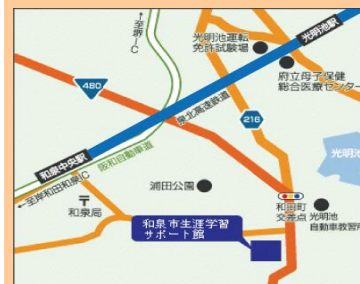 至堺IC→
光明池運転
免許試験場
光明池駅
府立母子保健
総合医療センター
480
泉北高速鉄道
218
光明池
和泉中央駅
阪和自動車道
←至岸和田和泉IC
浦田公園
〒
和泉局
和田町
交差点
光明池
自動車教習所
和泉市生涯学習
サポート館